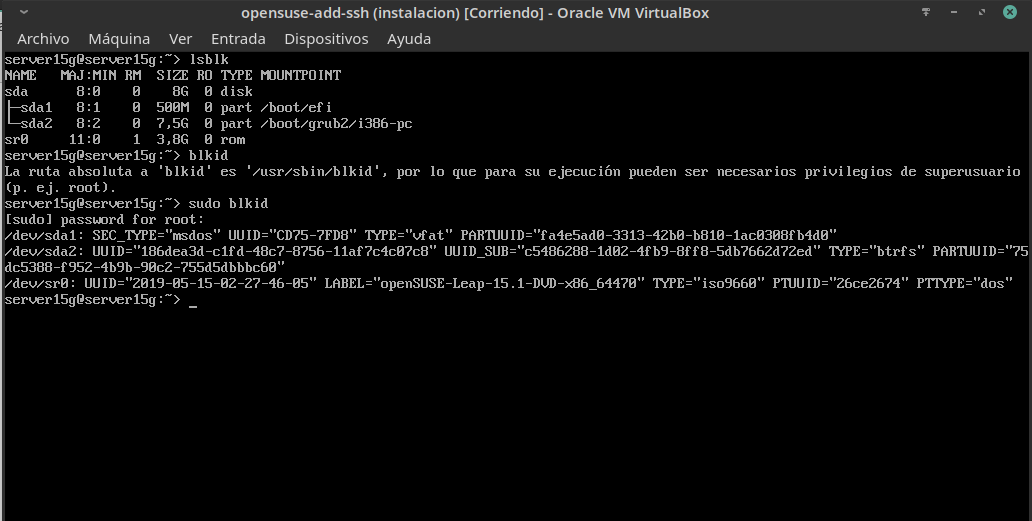 opensuse-add-ssh (instalacion) [Corriendo] - Oracle VM VirtualBox
Archivo Máquina Ver Entrada Dispositivos Ayuda
server15g@server15g:~> lsblk
NAME   MAJ:MIN RM  SIZE RO TYPE MOUNTPOINT
sda      8:0    0    8G  0 disk
├─sda1   8:1    0  500M  0 part /boot/efi
└─sda2   8:2    0  7,5G  0 part /boot/grub2/i386-pc
sr0     11:0    1  3,8G  0 rom
server15g@server15g:~> blkid
La ruta absoluta a 'blkid' es '/usr/sbin/blkid', por lo que para su ejecución pueden ser necesarios privilegios de superusuario
(p. ej. root).
server15g@server15g:~> sudo blkid
[sudo] password for root:
/dev/sda1: SEC_TYPE="msdos" UUID="CD75-7FD8" TYPE="vfat" PARTUUID="fa4e5ad0-3313-42b0-b810-1ac0308fb4d0"
/dev/sda2: UUID="186dea3d-c1fd-48c7-8756-11af7c4c07c8" UUID_SUB="c5486288-1d02-4fb9-8ff8-5db7662d72ed" TYPE="btrfs" PARTUUID="75
dc5388-f952-4b9b-90c2-755d5dbbbc60"
/dev/sr0: UUID="2019-05-15-02-27-46-05" LABEL="openSUSE-Leap-15.1-DVD-x86_64470" TYPE="iso9660" PTUUID="26ce2674" PTTYPE="dos"
server15g@server15g:~> _